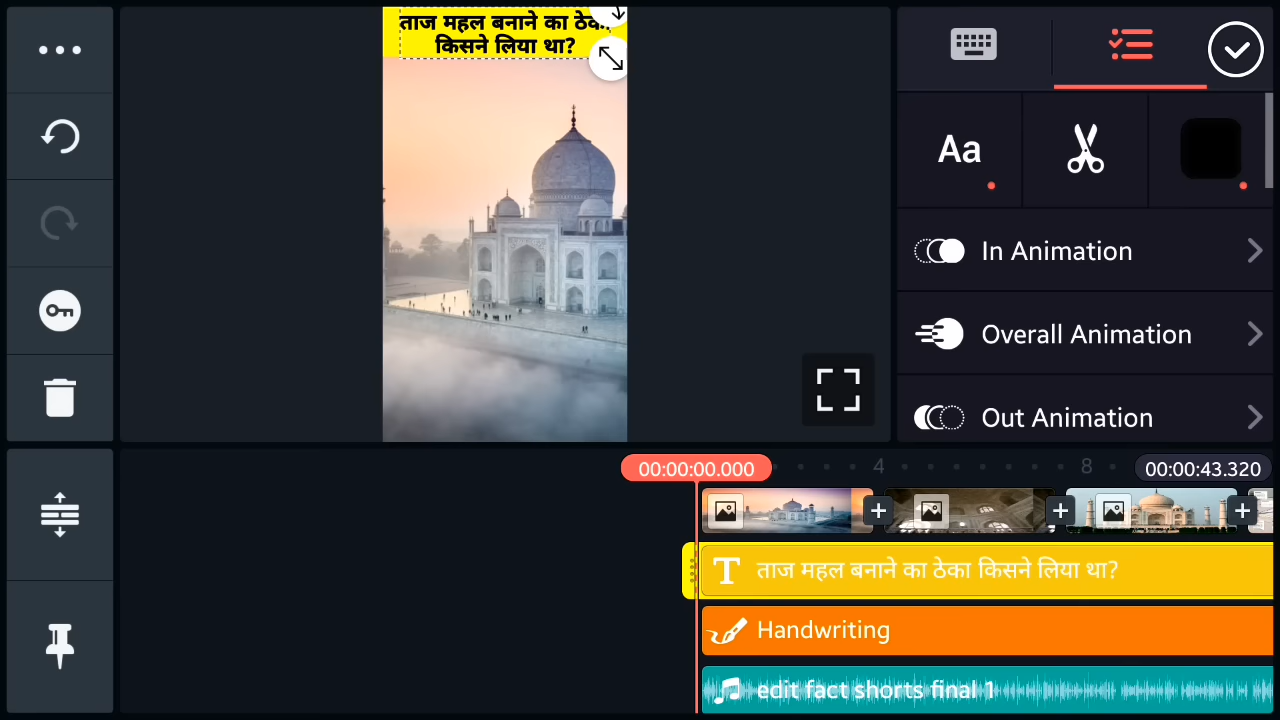 ताज महल बनाने का ठेका
किसने लिया था?
Aa
In Animation
Overall Animation
Out Animation
00:00:00.000
4
8
00:00:43.320
T ताज महल बनाने का ठेका किसने लिया था?
Handwriting
edit fact shorts final 1